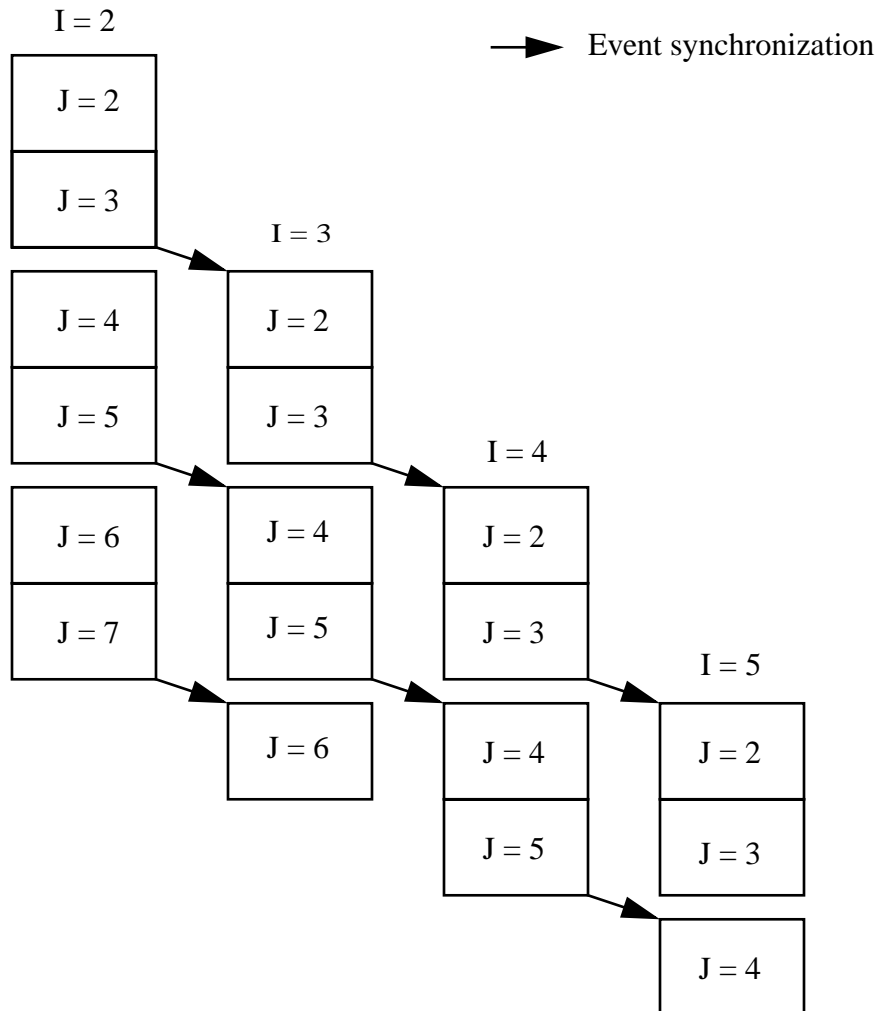 I = 2
Event synchronization
J = 2
J = 3
I = 3
J = 4
J = 2
J = 5
J = 3
I = 4
J = 6
J = 4
J = 2
J = 7
J = 5
J = 3
I = 5
J = 6
J = 4
J = 2
J = 5
J = 3
J = 4